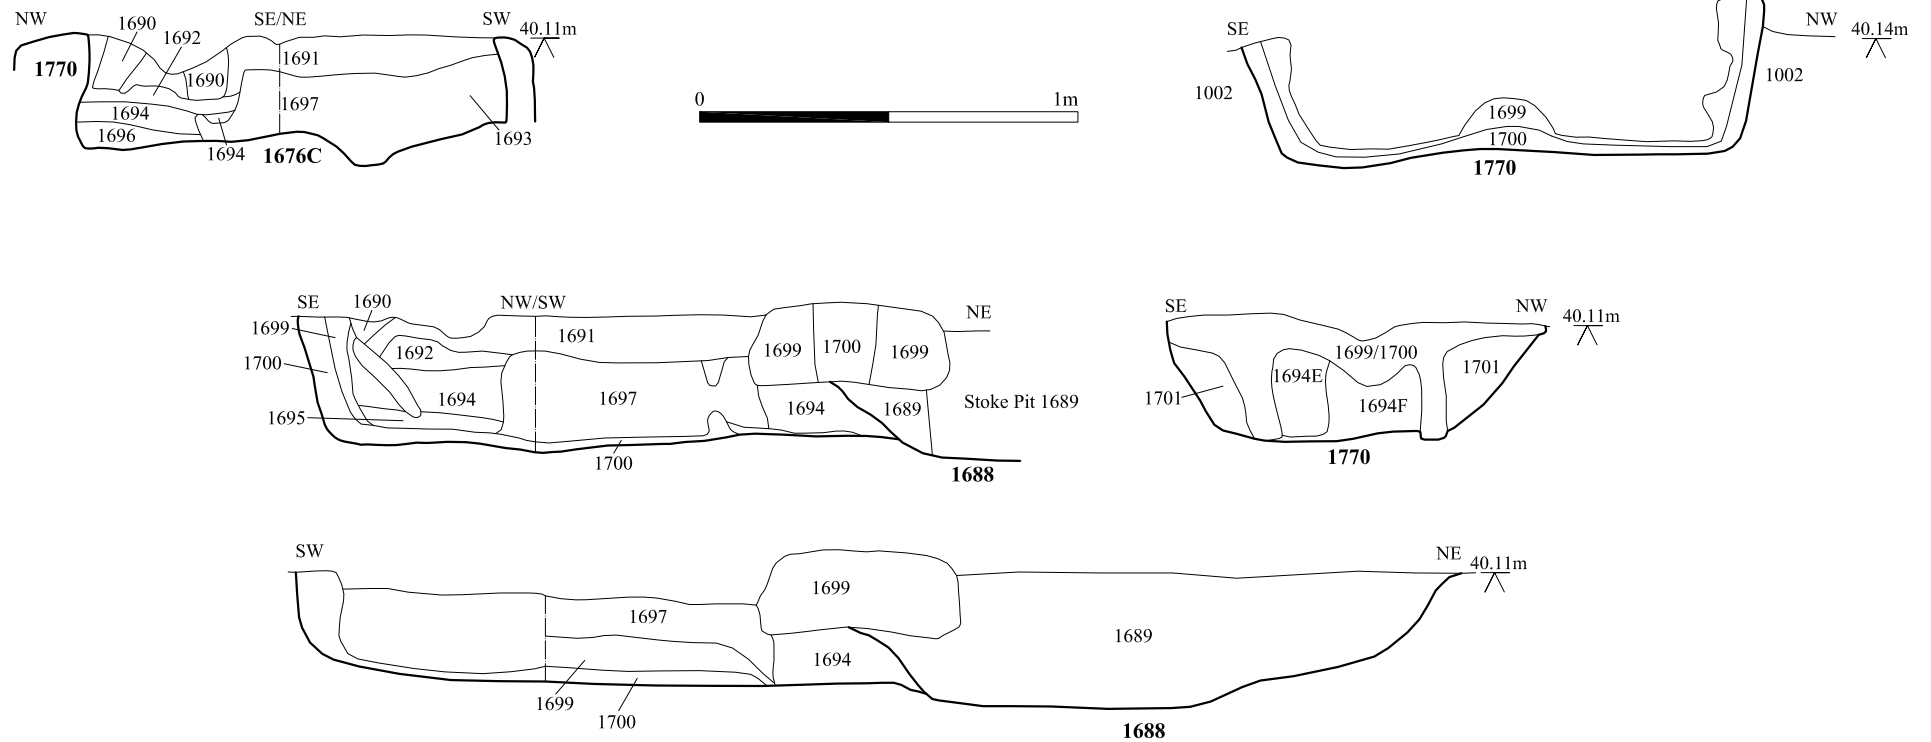 NW
SE/NE
SW
40.11m
1690
1692
1691
1770
1690
1697
1694
1696
1694
1676C
1693
0
1m
SE
NW
40.14m
1002
1002
1699
1700
1770
SE
1690
NW/SW
NE
1699
1691
1692
1700
1699
1700
1699
1694
1697
1694
1689
Stoke Pit 1689
1695
1700
1688
SE
NW
40.11m
1699/1700
1694E
1701
1701
1694F
1770
SW
NE
40.11m
1699
1697
1689
1694
1699
1700
1688